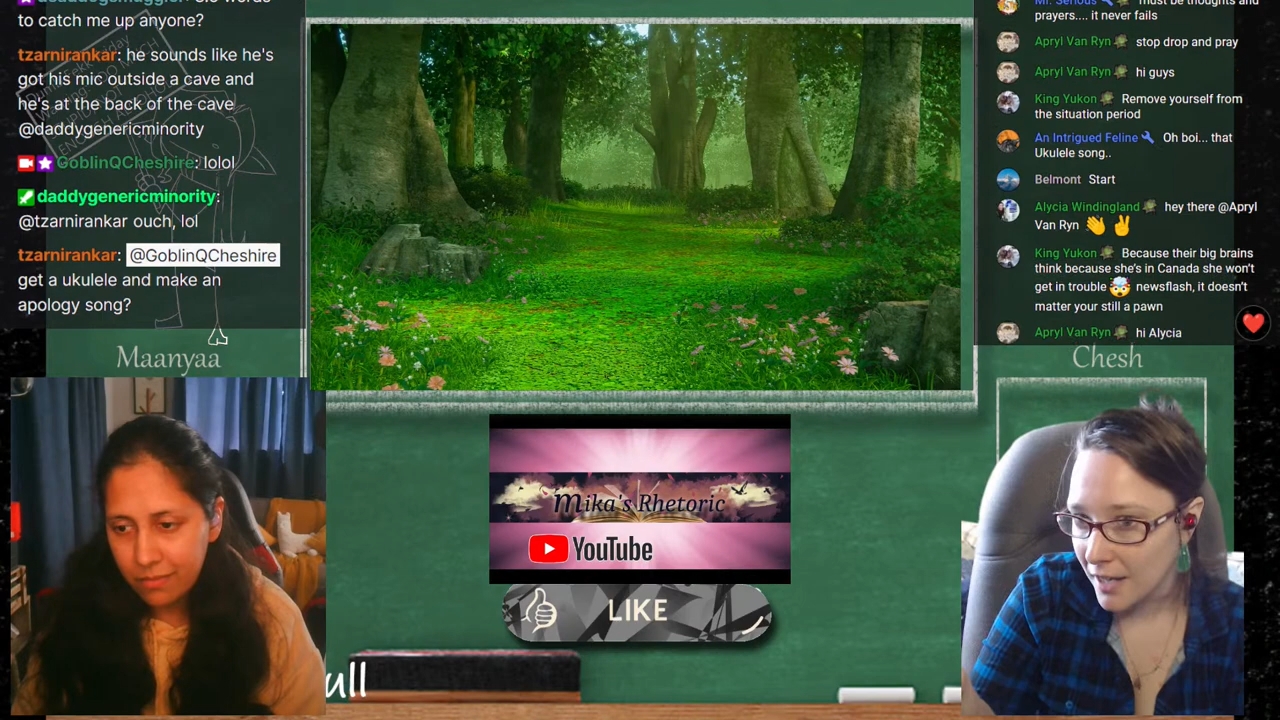 to catch me up anyone?
tzarnirankar: he sounds like he's
got his mic outside a cave and
he's at the back of the cave
@daddygenericminority
GoblinQCheshire: lolol
daddygenericminority:
@tzarnirankar ouch, lol
tzarnirankar: @GoblinQCheshire
get a ukulele and make an
apology song?
Maanyaa
prayers.... it never fails
Apryl Van Ryn stop drop and pray
Apryl Van Ryn hi guys
King Yukon Remove yourself from
the situation period
An Intrigued Feline Oh boi... that
Ukulele song..
Belmont Start
Alycia Windingland hey there @Apryl
Van Ryn 👋 ✌
King Yukon Because their big brains
think because she's in Canada she won't
get in trouble 🤯 newsflash, it doesn't
matter your still a pawn
Apryl Van Ryn hi Alycia
Chesh
Mika's Rhetoric
YouTube
LIKE
ull